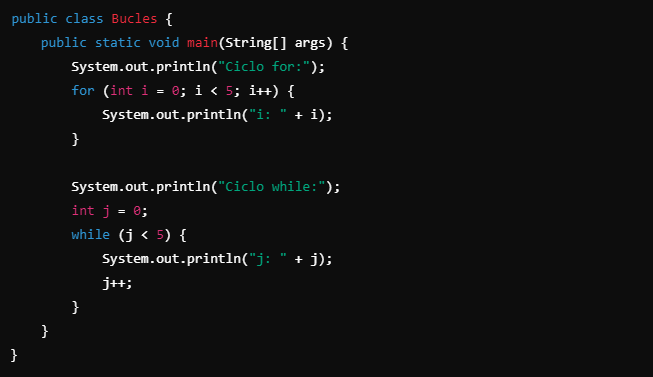 public class Bucles {
    public static void main(String[] args) {
        System.out.println("Ciclo for:");
        for (int i = 0; i < 5; i++) {
            System.out.println("i: " + i);
        }

        System.out.println("Ciclo while:");
        int j = 0;
        while (j < 5) {
            System.out.println("j: " + j);
            j++;
        }
    }
}